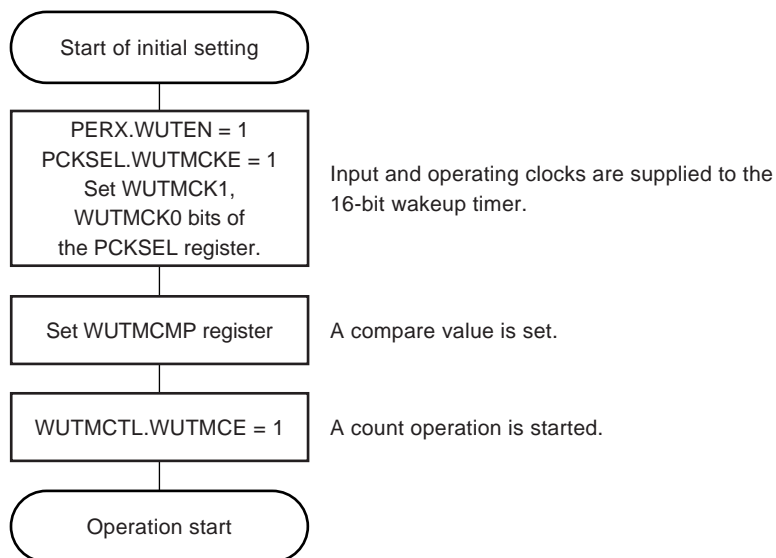 Start of initial setting
PERX.WUTEN = 1
PCKSEL.WUTMCKE = 1
Set WUTMCK1,
WUTMCK0 bits of
the PCKSEL register.
Input and operating clocks are supplied to the
16-bit wakeup timer.
Set WUTMCMP register
A compare value is set.
WUTMCTL.WUTMCE = 1
A count operation is started.
Operation start